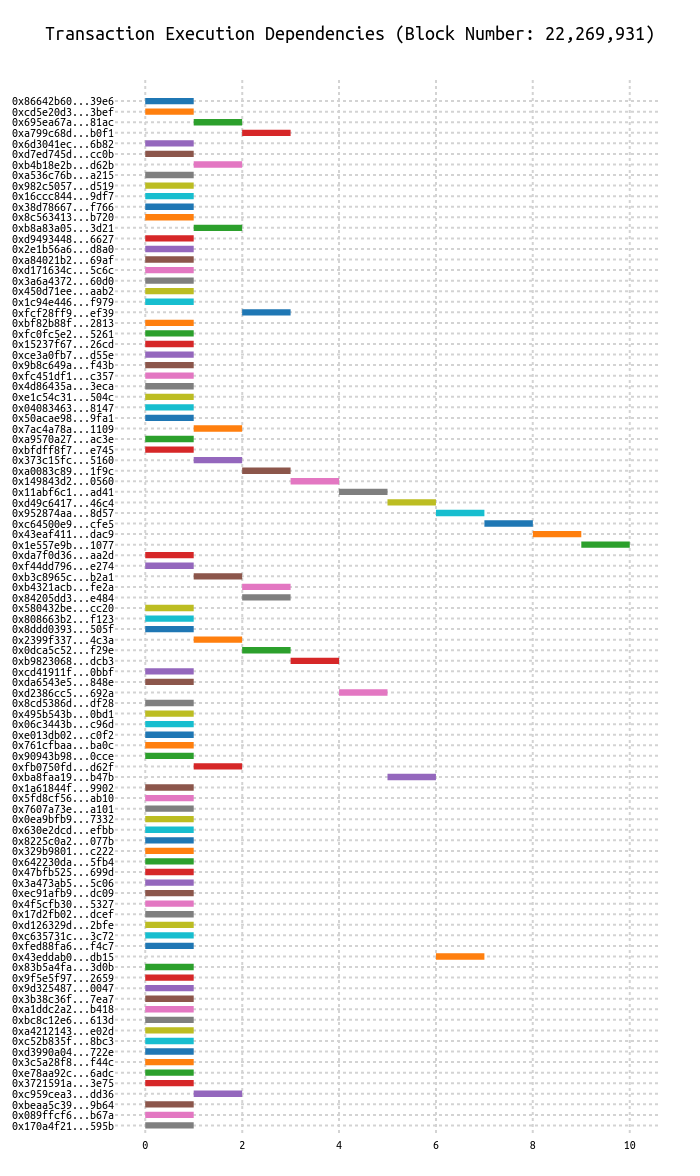 Transaction Execution Dependencies (Block Number: 22,269,931)
0x86642b60...39e6
0xcd5e20d3...3bef
0x695ea67a...81ac
0xa799c68d...b0f1
0x6d3041ec...6b82
0xd7ed745d...cc0b
0xb4b18e2b...d62b
0xa536c76b...a215
0x982c5057...d519
0x16ccc844...9df7
0x38d78667...f766
0x8c563413...b720
0xb8a83a05...3d21
0xd9493448...6627
0x2e1b56a6...d8a0
0xa84021b2...69af
0xd171634c...5c6c
0x3a6a4372...60d0
0x450d71ee...aab2
0x1c94e446...f979
0xfcf28ff9...ef39
0xbf82b88f...2813
0xfc0fc5e2...5261
0x15237f67...26cd
0xce3a0fb7...d55e
0x9b8c649a...f43b
0xfc451df1...c357
0x4d86435a...3eca
0xe1c54c31...504c
0x04083463...8147
0x50acae98...9fa1
0x7ac4a78a...1109
0xa9570a27...ac3e
0xbfdff8f7...e745
0x373c15fc...5160
0xa0083c89...1f9c
0x149843d2...0560
0x11abf6c1...ad41
0xd49c6417...46c4
0x952874aa...8d57
0xc64500e9...cfe5
0x43eaf411...dac9
0x1e557e9b...1077
0xda7f0d36...aa2d
0xf44dd796...e274
0xb3c8965c...b2a1
0xb4321acb...fe2a
0x84205dd3...e484
0x580432be...cc20
0x808663b2...f123
0x8ddd0393...505f
0x2399f337...4c3a
0x0dca5c52...f29e
0xb9823068...dcb3
0xcd41911f...0bbf
0xda6543e5...848e
0xd2386cc5...692a
0x8cd5386d...df28
0x495b543b...0bd1
0x06c3443b...c96d
0xe013db02...c0f2
0x761cfbaa...ba0c
0x90943b98...0cce
0xfb0750fd...d62f
0xba8faa19...b47b
0x1a61844f...9902
0x5fd8cf56...ab10
0x7607a73e...a101
0x0ea9bfb9...7332
0x630e2dcd...efbb
0x8225c0a2...077b
0x329b9801...c222
0x642230da...5fb4
0x47bfb525...699d
0x3a473ab5...5c06
0xec91afb9...dc09
0x4f5cfb30...5327
0x17d2fb02...dcef
0xd126329d...2bfe
0xc635731c...3c72
0xfed88fa6...f4c7
0x43eddab0...db15
0x83b5a4fa...3d0b
0x9f5e5f97...2659
0x9d325487...0047
0x3b38c36f...7ea7
0xa1ddc2a2...b418
0xbc8c12e6...613d
0xa4212143...e02d
0xc52b835f...8bc3
0xd3990a04...722e
0x3c5a28f8...f44c
0xe78aa92c...6adc
0x3721591a...3e75
0xc959cea3...dd36
0xbeaa5c39...9b64
0x089ffcf6...b67a
0x170a4f21...595b
0 2 4 6 8 10